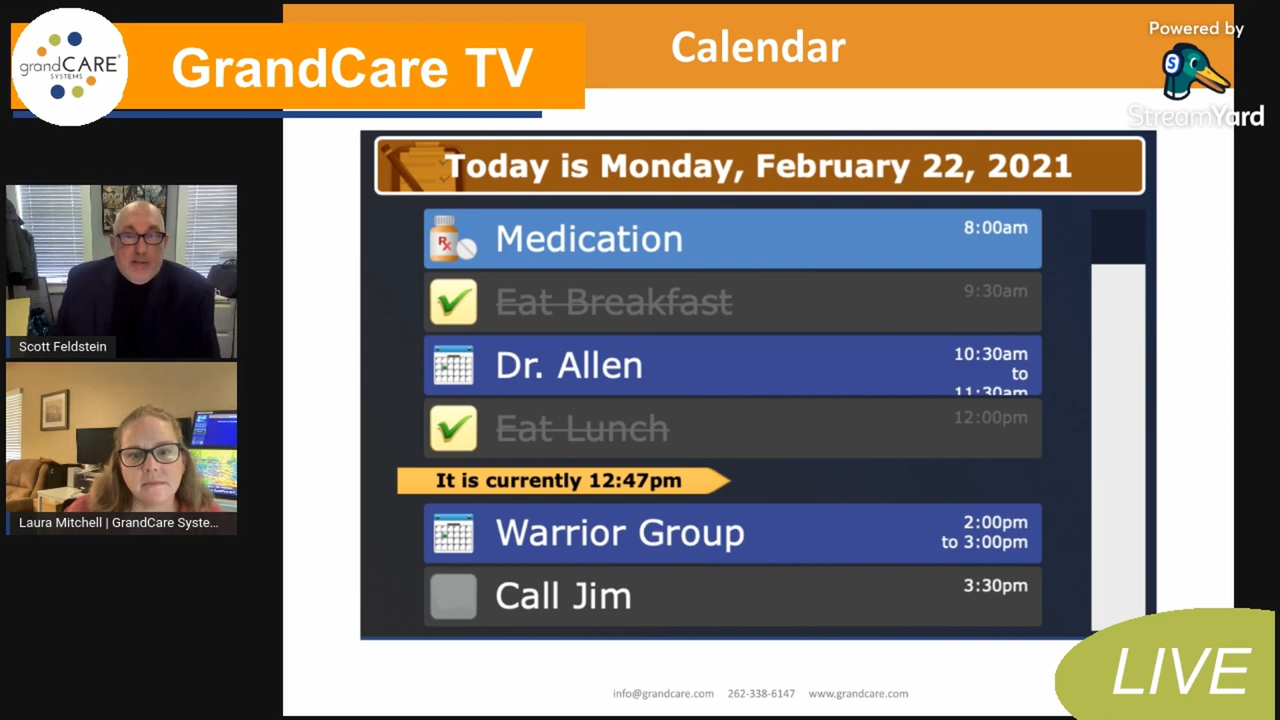 grandCARE
SYSTEMS
GrandCare TV
Calendar
Powered by
StreamYard
Today is Monday, February 22, 2021
Medication
8:00am
Eat Breakfast
9:30am
Dr. Allen
10:30am
to
11:30am
Eat Lunch
12:00pm
It is currently 12:47pm
Warrior Group
2:00pm
to 3:00pm
Call Jim
3:30pm
Scott Feldstein
Laura Mitchell | GrandCare Syste...
info@grandcare.com 262-338-6147 www.grandcare.com
LIVE